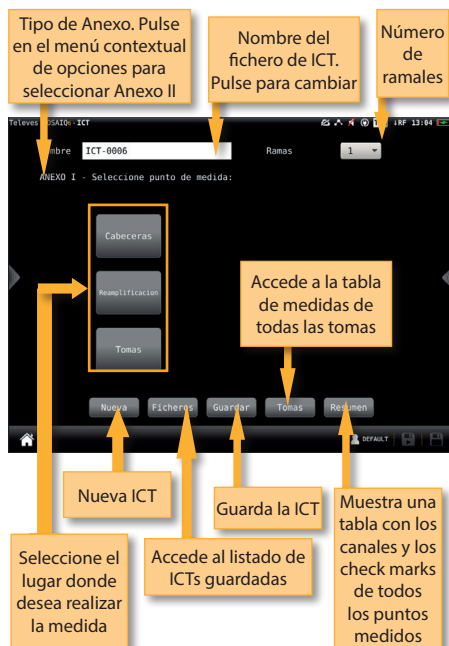 Tipo de Anexo. Pulse
en el menú contextual
de opciones para
seleccionar Anexo II
Nombre del
fichero de ICT.
Pulse para cambiar
Número
de
ramales
ICT
RF 13:04
ICT-0006
Ramas
1
ANEXO I - Seleccione punto de medida:
Cabeceras
Reamplificacion
Tomas
Accede a la tabla
de medidas de
todas las tomas
Nueva
Ficheros
Guardar
Tomas
Resumen
DEFAULT
Nueva ICT
Guarda la ICT
Muestra una
tabla con los
canales y los
check marks
de todos
los puntos
medidos
Seleccione el
lugar donde
desea realizar
la medida
Accede al listado de
ICTs guardadas